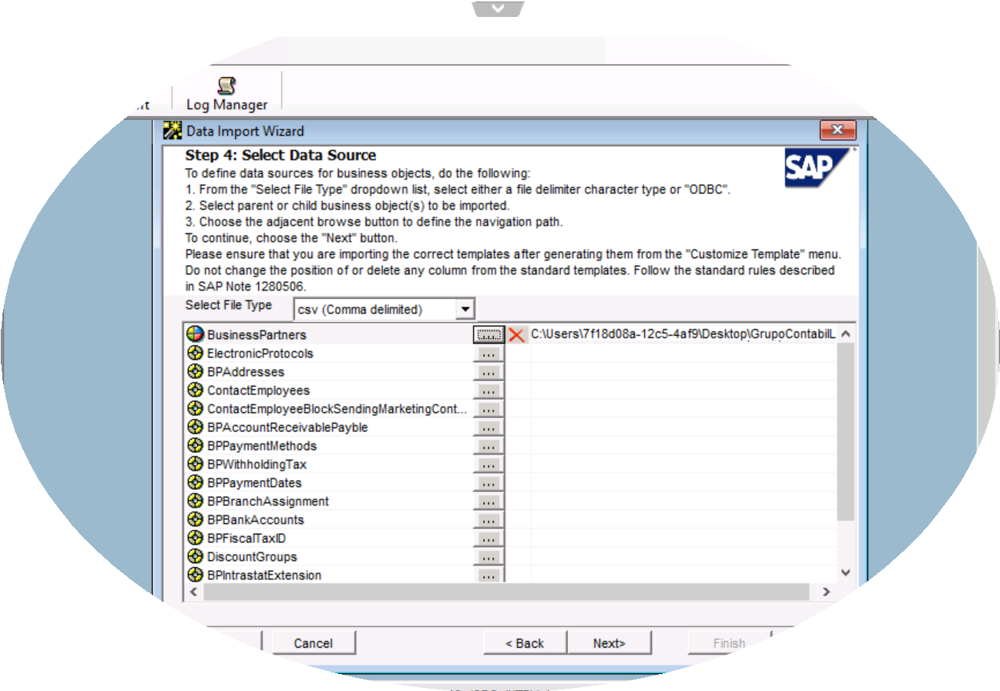 Log Manager
Data Import Wizard
Step 4: Select Data Source
SAP
To define data sources for business objects, do the following:
1. From the "Select File Type" dropdown list, select either a file delimiter character type or "ODBC".
2. Select parent or child business object(s) to be imported.
3. Choose the adjacent browse button to define the navigation path.
To continue, choose the "Next" button.
Please ensure that you are importing the correct templates after generating them from the "Customize Template" menu.
Do not change the position of or delete any column from the standard templates. Follow the standard rules described
in SAP Note 1280506.
Select File Type csv (Comma delimited)
BusinessPartners ... C:\Users\7f18d08a-12c5-4af9\Desktop\GrupoContabilL
ElectronicProtocols ...
BPAddresses ...
ContactEmployees ...
ContactEmployeeBlockSendingMarketingCont... ...
BPAccountReceivablePayble ...
BPPaymentMethods ...
BPWithholdingTax ...
BPPaymentDates ...
BPBranchAssignment ...
BPBankAccounts ...
BPFiscalTaxID ...
DiscountGroups ...
BPIntrastatExtension ...
Cancel < Back Next> Finish